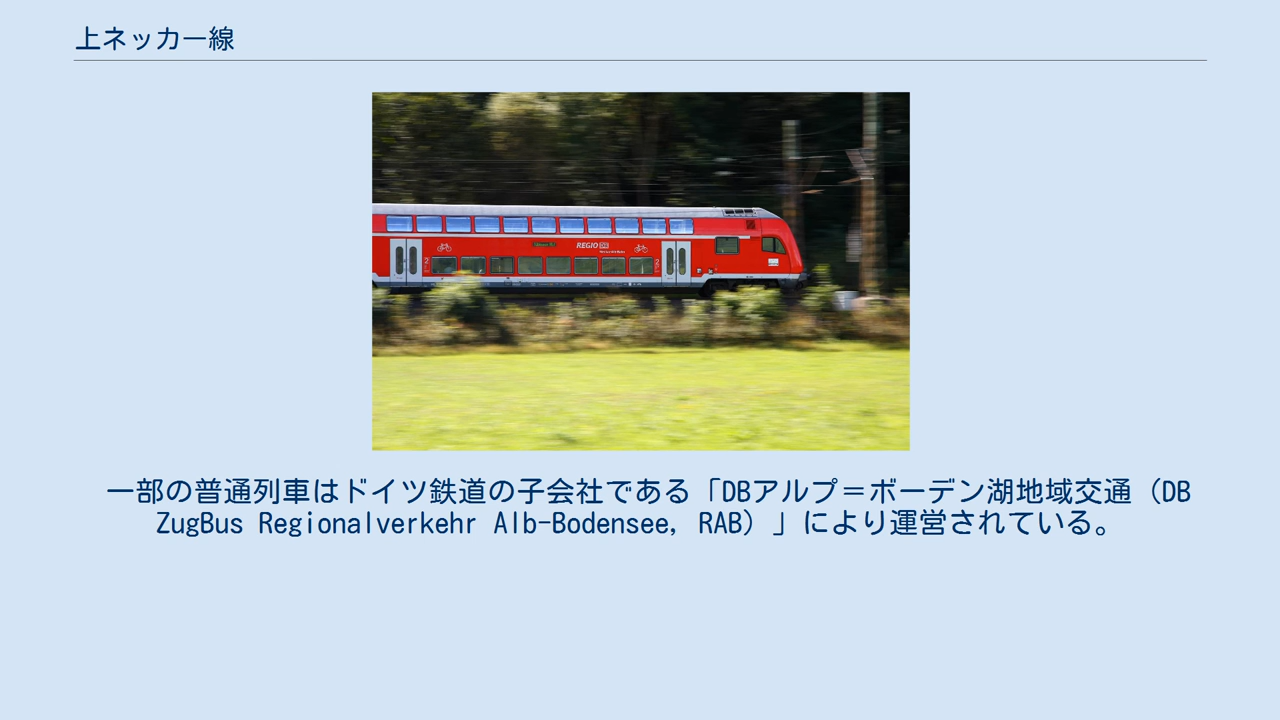 上ネッカー線
REGIO DB
一部の普通列車はドイツ鉄道の子会社である「DBアルプ＝ボーデン湖地域交通（DB
ZugBus Regionalverkehr Alb-Bodensee, RAB）」により運営されている。